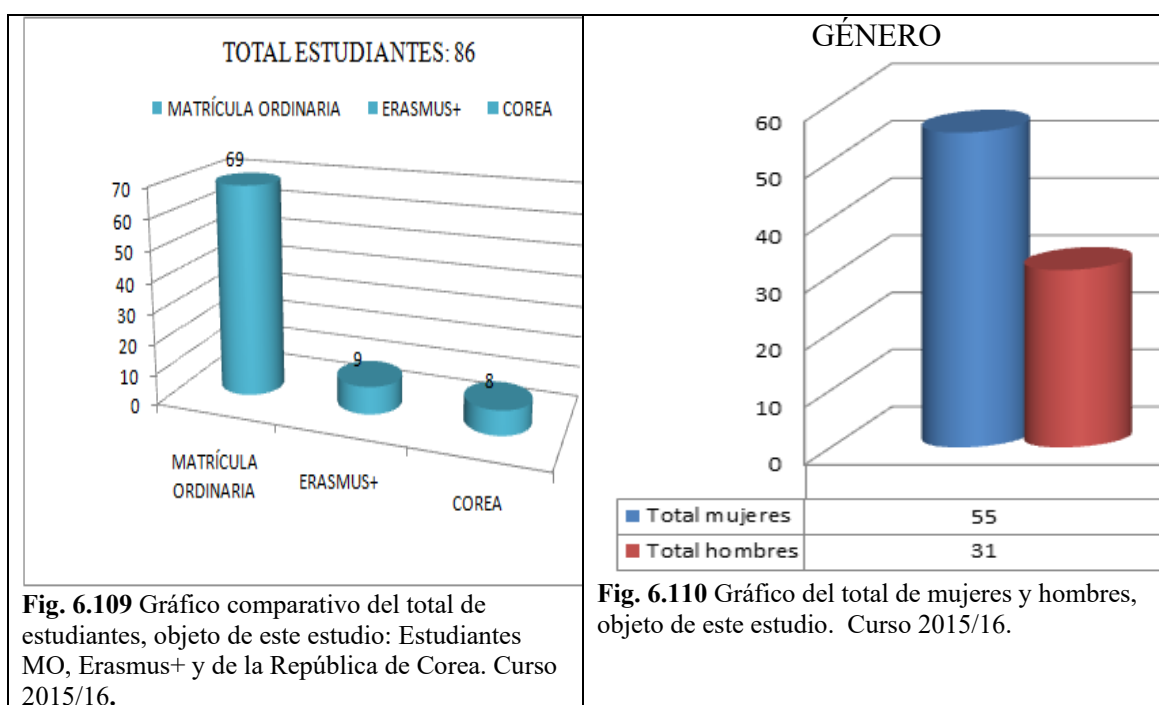 TOTAL ESTUDIANTES: 86
MATRÍCULA ORDINARIA ERASMUS+ COREA
69
70
60
50
40
30
20
10
0
9
8
MATRÍCULA
ORDINARIA
ERASMUS+
COREA
Fig. 6.109 Gráfico comparativo del total de
estudiantes, objeto de este estudio: Estudiantes
MO, Erasmus+ y de la República de Corea. Curso
2015/16.
GÉNERO
60
50
40
30
20
10
0
Total mujeres 55
Total hombres 31
Fig. 6.110 Gráfico del total de mujeres y hombres,
objeto de este estudio. Curso 2015/16.